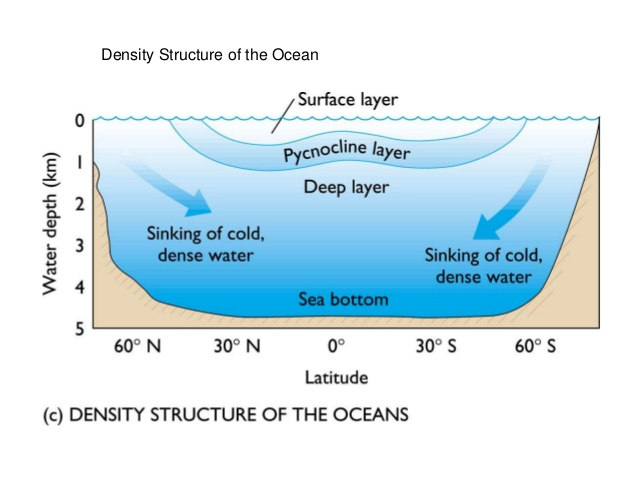 Density Structure of the Ocean
Surface layer
Pycnocline layer
Deep layer
Sinking of cold,
dense water
Sinking of cold,
dense water
Sea bottom
Water depth (km)
0
1
2
3
4
5
60° N 30° N 0° 30° S 60° S
Latitude
(c) DENSITY STRUCTURE OF THE OCEANS